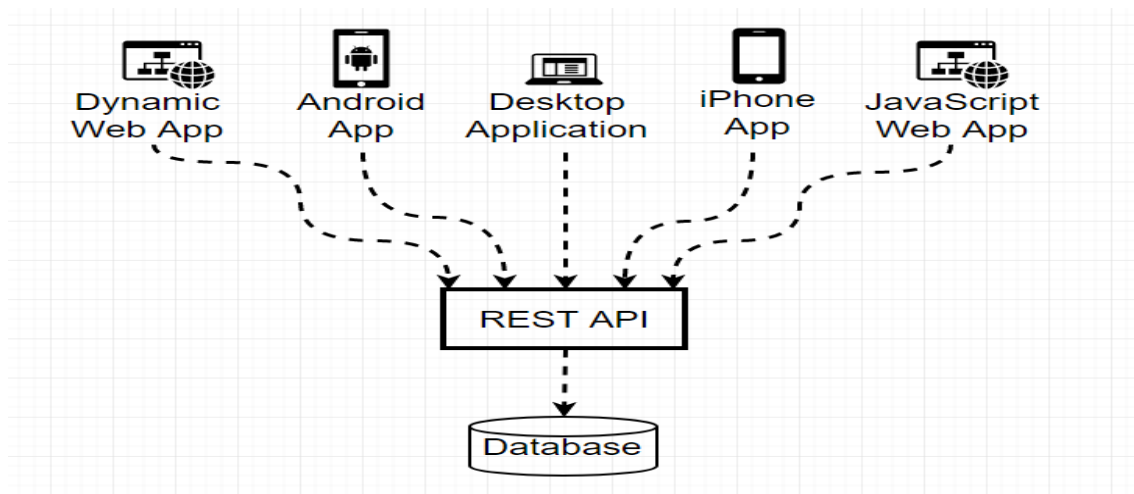 Dynamic
Web App
Android
App
Desktop
Application
iPhone
App
JavaScript
Web App
REST API
Database